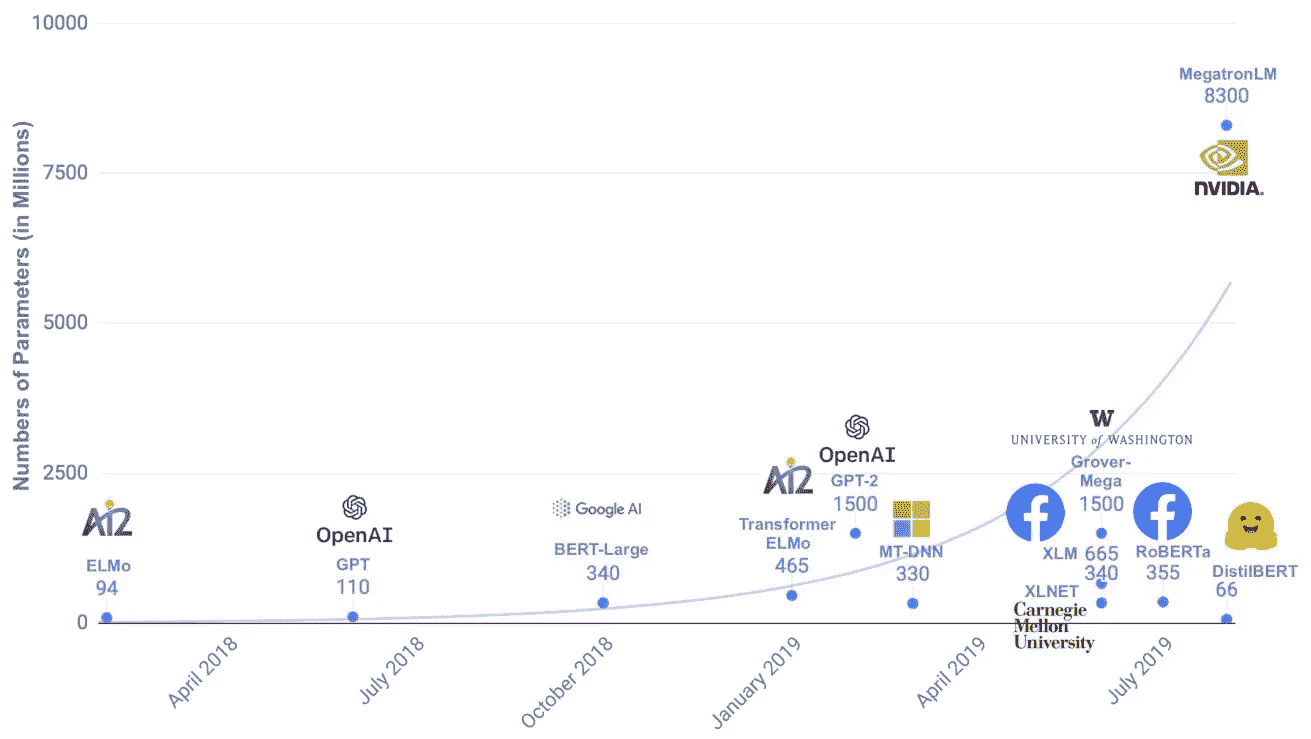 Numbers of Parameters (in Millions)
10000
7500
5000
2500
0
AI2
ELMo
94
OpenAI
GPT
110
Google AI
BERT-Large
340
AI2
Transformer
ELMo
465
OpenAI
GPT-2
1500
MT-DNN
330
UNIVERSITY of WASHINGTON
W
Grover-
Mega
1500
XLM 665
340
XLNET
Carnegie
Mellon
University
RoBERTa
355
MegatronLM
8300
NVIDIA.
DistilBERT
66
April 2018
July 2018
October 2018
January 2019
April 2019
July 2019